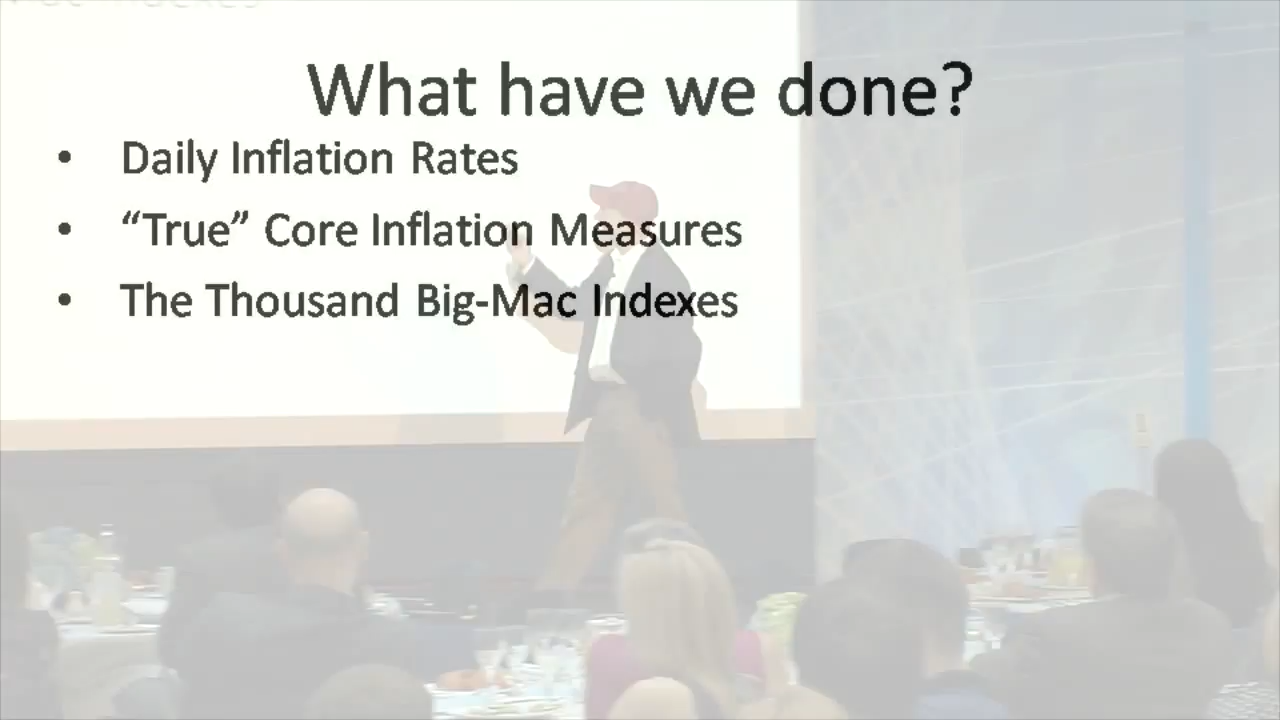 What have we done?
• Daily Inflation Rates
• “True” Core Inflation Measures
• The Thousand Big-Mac Indexes